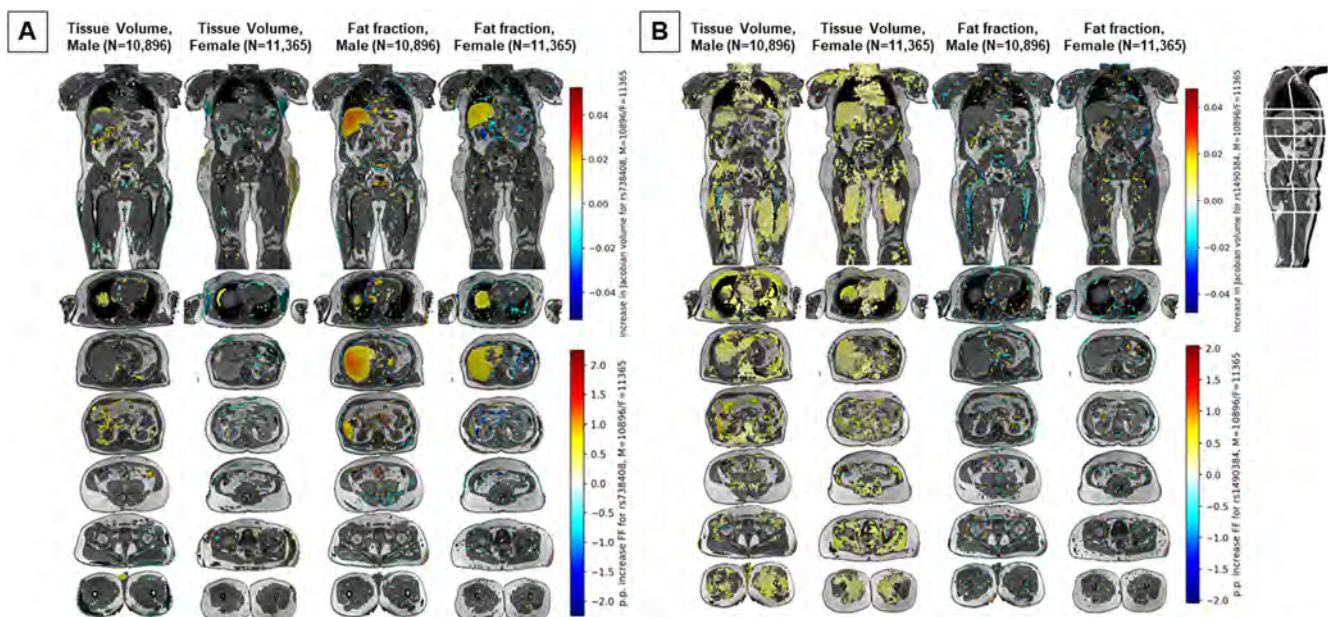 A
Tissue Volume,
Male (N=10,896)
Tissue Volume,
Female (N=11,365)
Fat fraction,
Male (N=10,896)
Fat fraction,
Female (N=11,365)
0.04
0.02
0.00
−0.02
−0.04
increase in Jacobian volume for rs738408, M=10896/F=11365
2.0
1.5
1.0
0.5
0.0
−0.5
−1.0
−1.5
−2.0
p.p. increase FF for rs738408, M=10896/F=11365
B
Tissue Volume,
Male (N=10,896)
Tissue Volume,
Female (N=11,365)
Fat fraction,
Male (N=10,896)
Fat fraction,
Female (N=11,365)
0.04
0.02
0.00
−0.02
−0.04
increase in Jacobian volume for rs1490384, M=10896/F=11365
2.0
1.5
1.0
0.5
0.0
−0.5
−1.0
−1.5
−2.0
p.p. increase FF for rs1490384, M=10896/F=11365